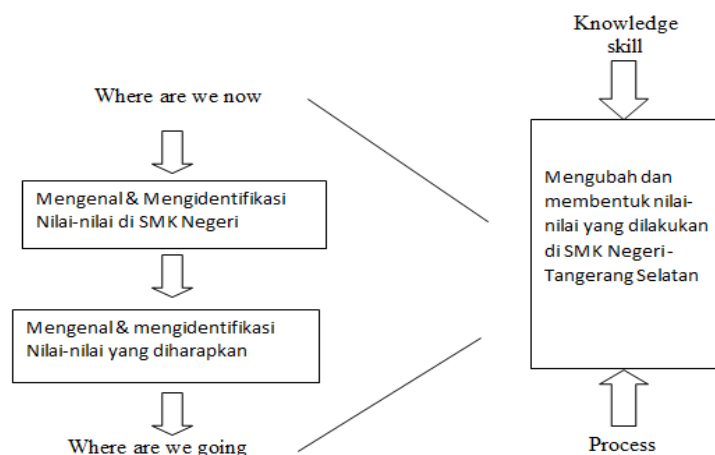 Where are we now
Mengenal & Mengidentifikasi
Nilai-nilai di SMK Negeri
Mengenal & mengidentifikasi
Nilai-nilai yang diharapkan
Where are we going
Knowledge
skill
Mengubah dan
membentuk nilai-
nilai yang dilakukan
di SMK Negeri -
Tangerang Selatan
Process